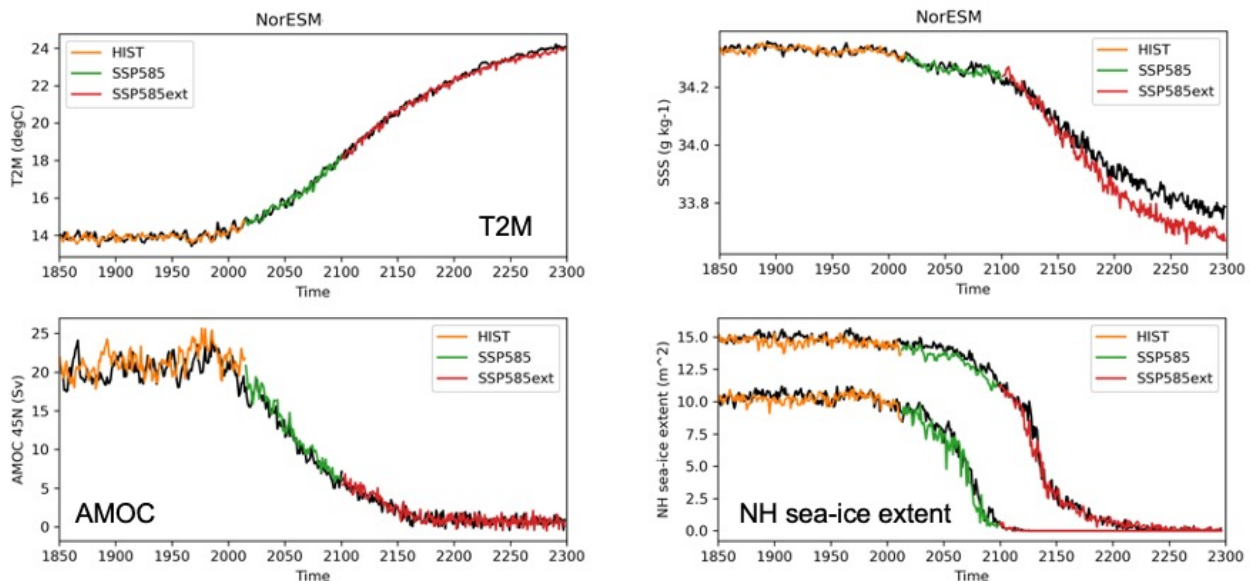 NorESM
24
22
20
18
16
14
T2M (degC)
HIST
SSP585
SSP585ext
T2M
1850 1900 1950 2000 2050 2100 2150 2200 2250 2300
Time
NorESM
34.2
34.0
33.8
SSS (g kg-1)
HIST
SSP585
SSP585ext
1850 1900 1950 2000 2050 2100 2150 2200 2250 2300
Time
25
20
15
10
5
0
AMOC 45N (Sv)
HIST
SSP585
SSP585ext
AMOC
1850 1900 1950 2000 2050 2100 2150 2200 2250 2300
Time
15.0
12.5
10.0
7.5
5.0
2.5
0.0
NH sea-ice extent (m^2)
HIST
SSP585
SSP585ext
NH sea-ice extent
1850 1900 1950 2000 2050 2100 2150 2200 2250 2300
Time